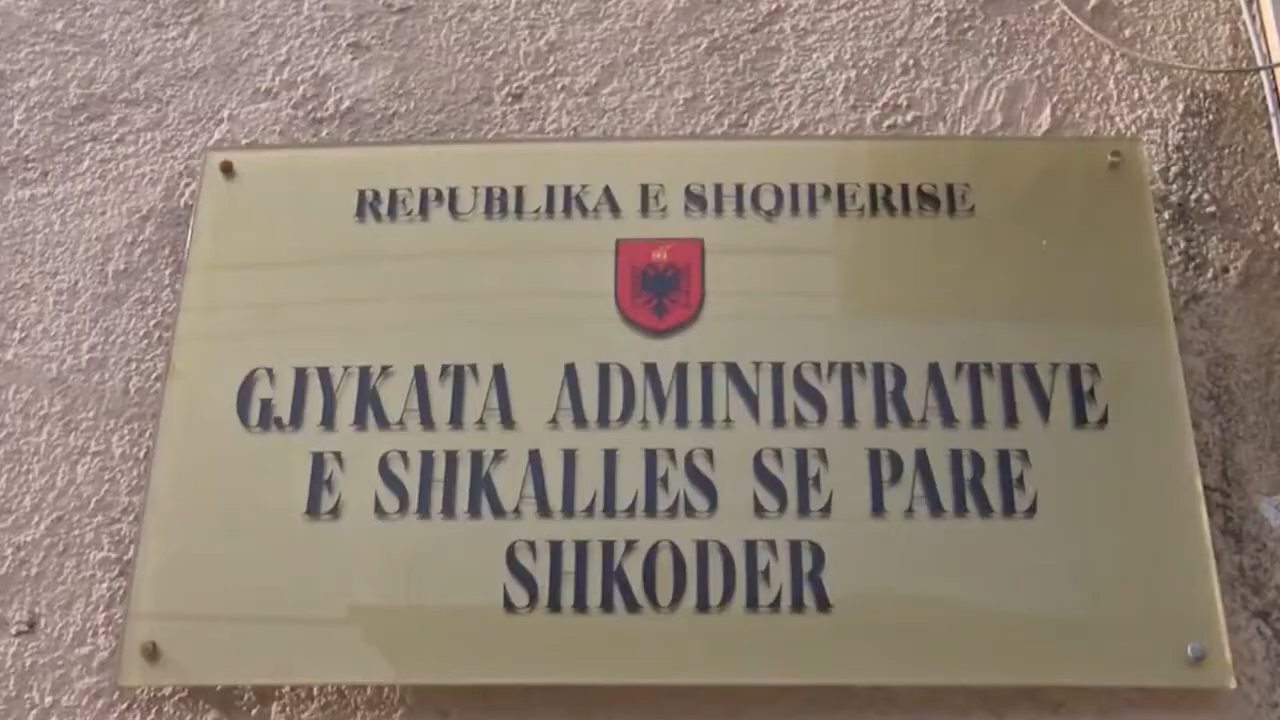 REPUBLIKA E SHQIPERISE
GJYKATA ADMINISTRATIVE
E SHKALLES SE PARE
SHKODER